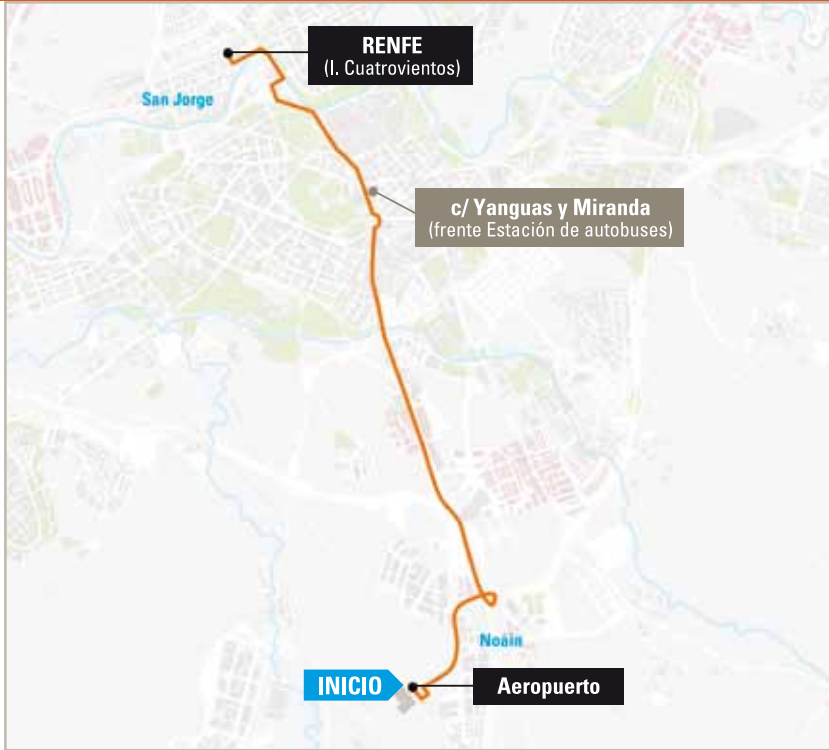 RENFE
(I. Cuatrovientos)
San Jorge
c/ Yanguas y Miranda
(frente Estación de autobuses)
Noáin
INICIO
Aeropuerto